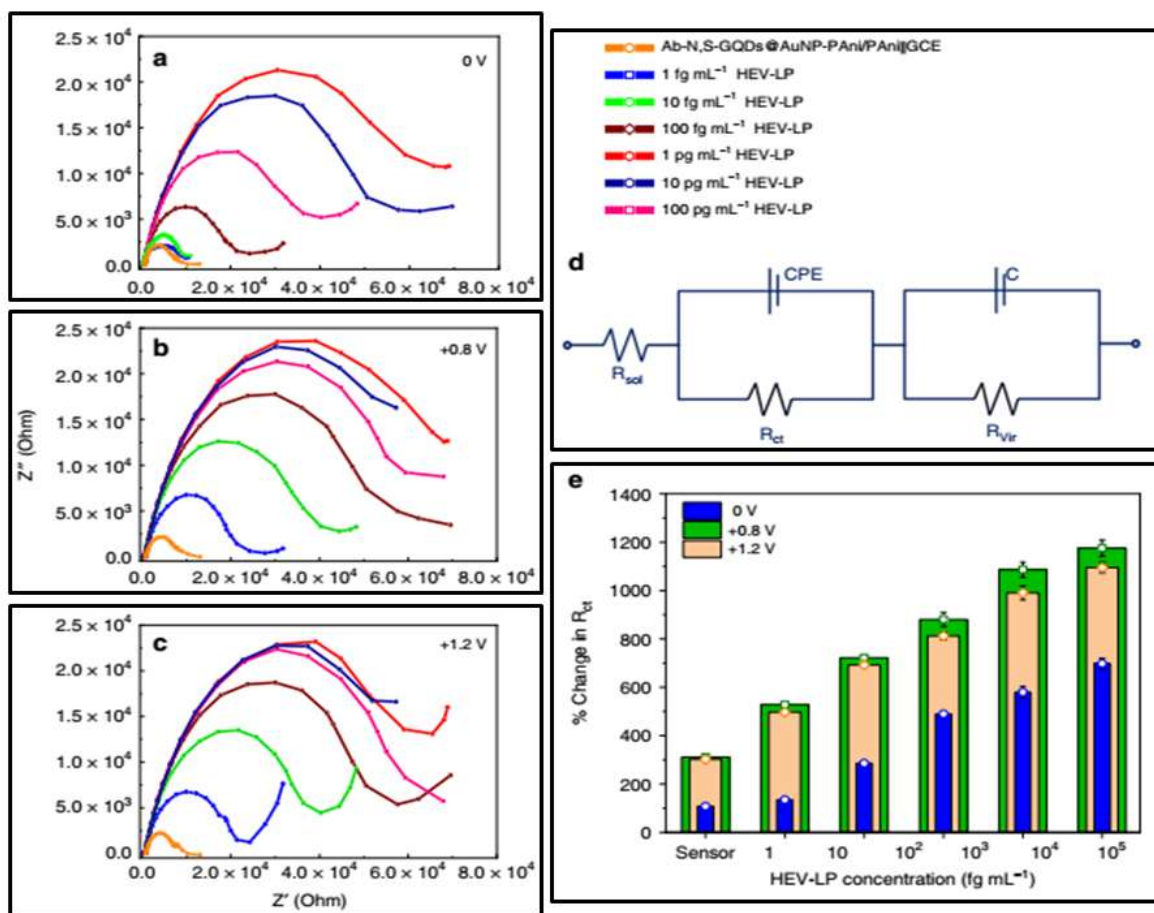 a
0 V
2.5 × 10⁴
2.0 × 10⁴
1.5 × 10⁴
1.0 × 10⁴
5.0 × 10³
0.0
0.0
2.0 × 10⁴
4.0 × 10⁴
6.0 × 10⁴
8.0 × 10⁴
b
+0.8 V
2.5 × 10⁴
2.0 × 10⁴
1.5 × 10⁴
1.0 × 10⁴
5.0 × 10³
0.0
0.0
2.0 × 10⁴
4.0 × 10⁴
6.0 × 10⁴
8.0 × 10⁴
Z″ (Ohm)
c
+1.2 V
2.5 × 10⁴
2.0 × 10⁴
1.5 × 10⁴
1.0 × 10⁴
5.0 × 10³
0.0
0.0
2.0 × 10⁴
4.0 × 10⁴
6.0 × 10⁴
8.0 × 10⁴
Z′ (Ohm)
Ab-N,S-GQDs@AuNP-PAni/PAni||GCE
1 fg mL⁻¹ HEV-LP
10 fg mL⁻¹ HEV-LP
100 fg mL⁻¹ HEV-LP
1 pg mL⁻¹ HEV-LP
10 pg mL⁻¹ HEV-LP
100 pg mL⁻¹ HEV-LP
d
CPE
C
R_sol
R_ct
R_Vir
e
0 V
+0.8 V
+1.2 V
1400
1200
1000
800
600
400
200
0
% Change in R_ct
Sensor 1 10 10² 10³ 10⁴ 10⁵
HEV-LP concentration (fg mL⁻¹)